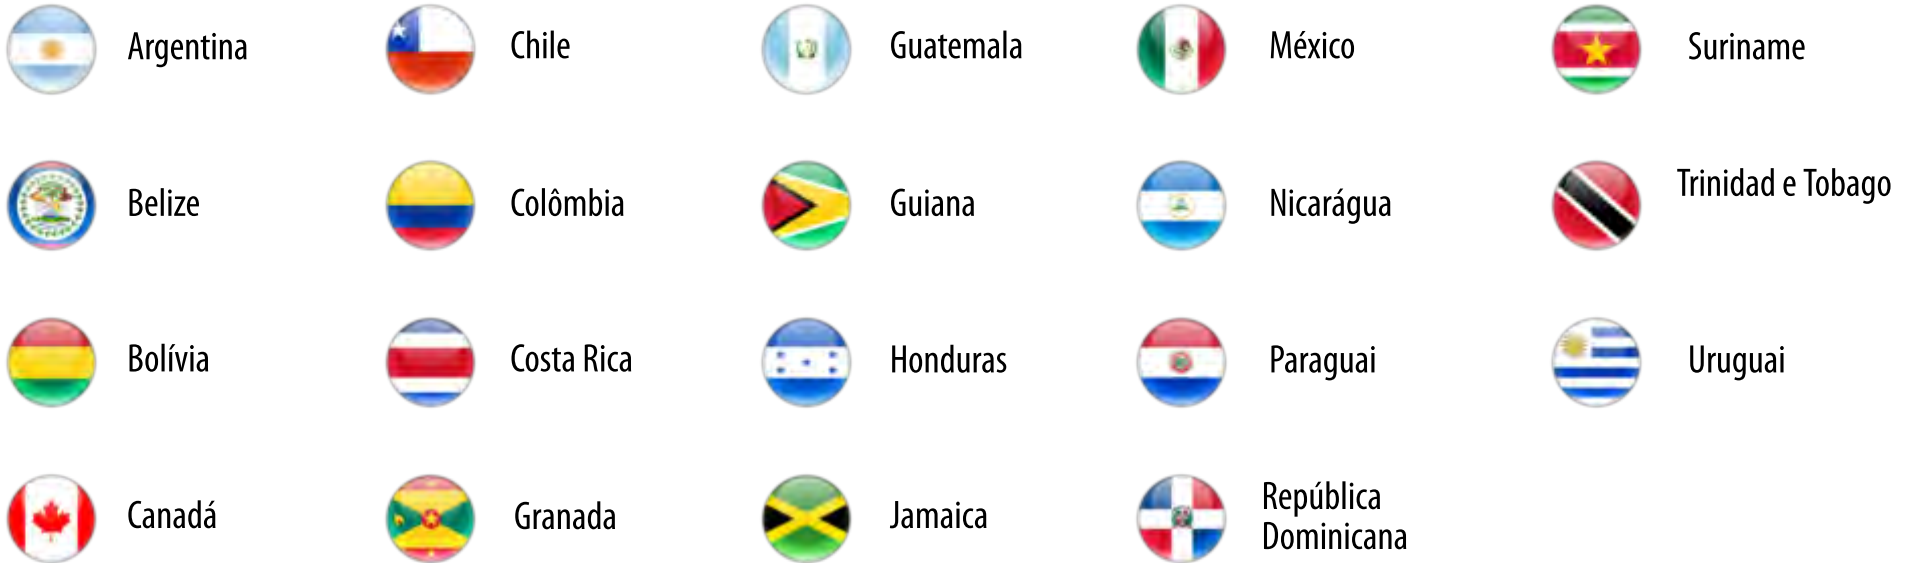 Argentina
Chile
Guatemala
México
Suriname
Belize
Colômbia
Guiana
Nicarágua
Trinidad e Tobago
Bolívia
Costa Rica
Honduras
Paraguai
Uruguai
Canadá
Granada
Jamaica
República
Dominicana